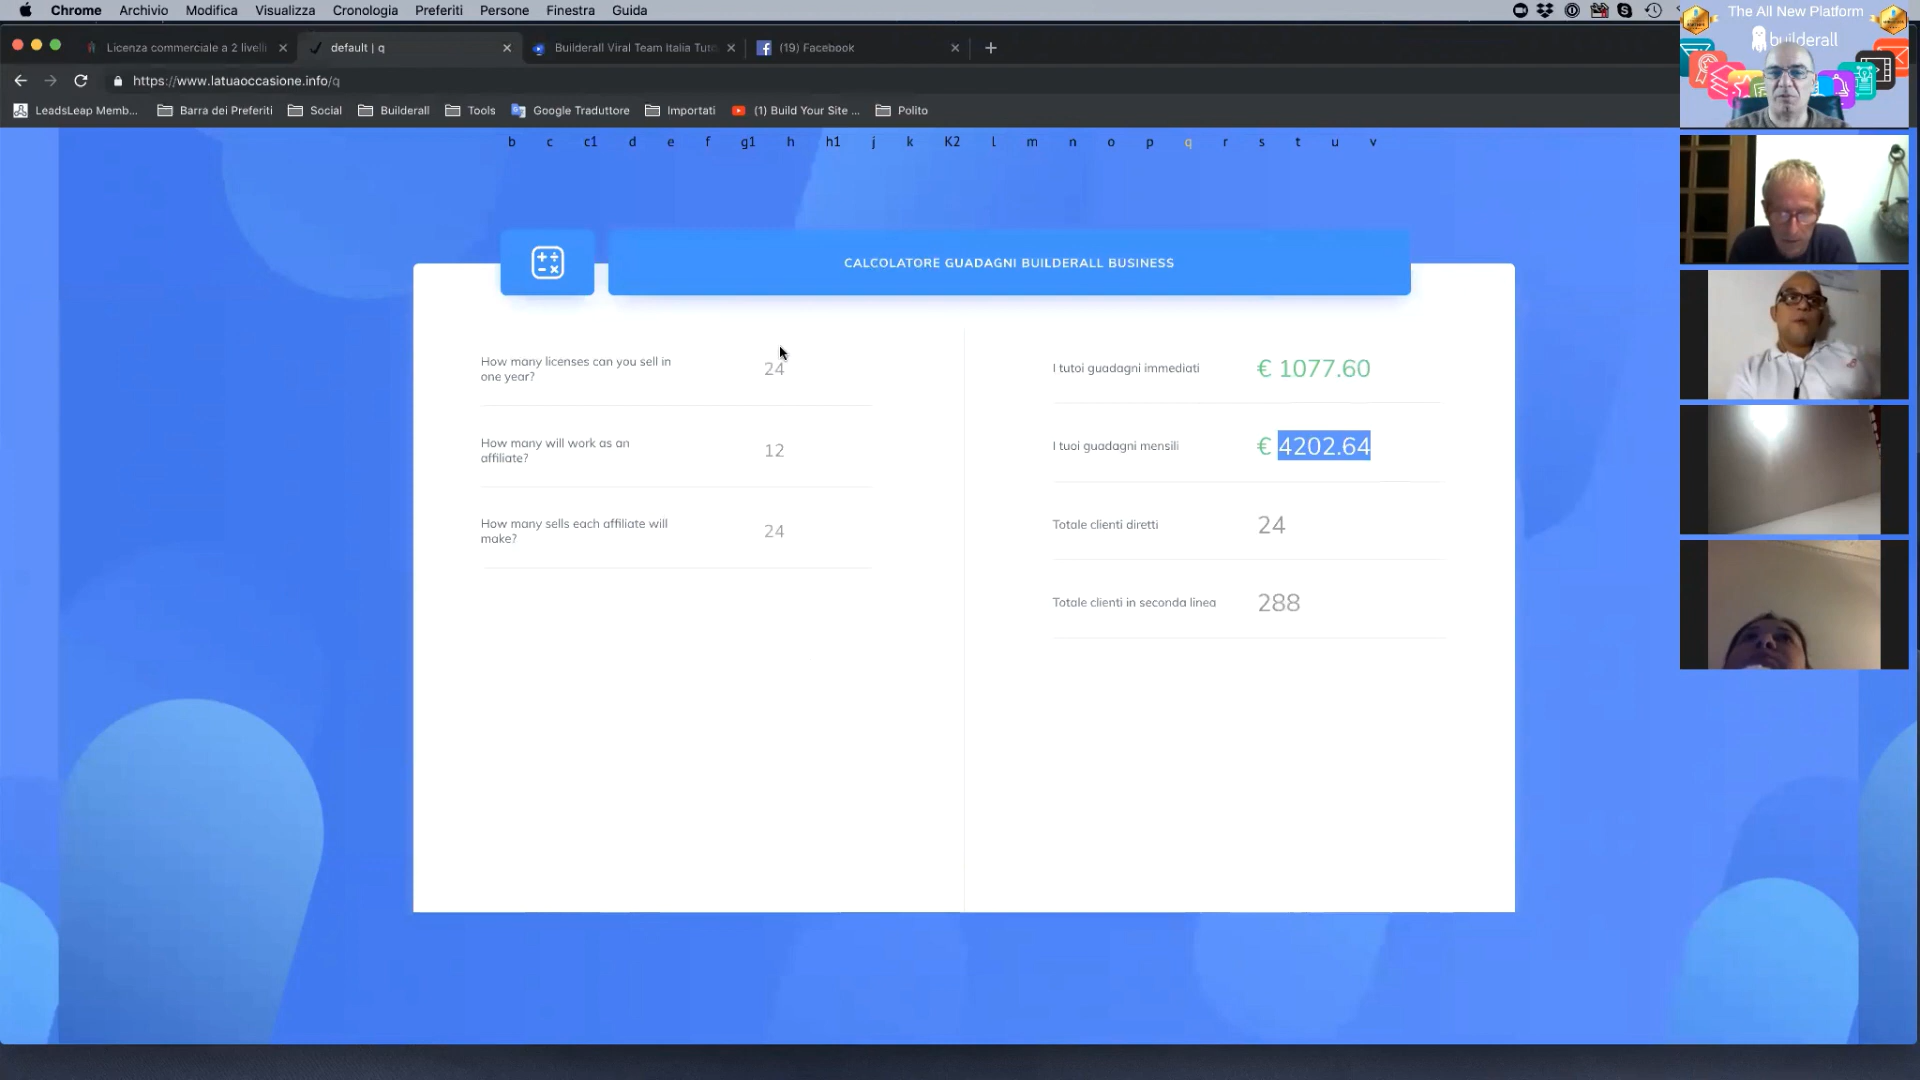 Chrome Archivio Modifica Visualizza Cronologia Preferiti Persone Finestra Guida
The All New Platform
builderall
Licenza commerciale a 2 livelli
default | q
Builderall Viral Team Italia Tuto
(19) Facebook
https://www.latuaoccasione.info/q
LeadsLeap Memb... Barra dei Preferiti Social Builderall Tools Google Traduttore Importati (1) Build Your Site ... Polito
b c c1 d e f g1 h h1 j k K2 l m n o p q r s t u v
CALCOLATORE GUADAGNI BUILDERALL BUSINESS
How many licenses can you sell in
one year?
24
How many will work as an
affiliate?
12
How many sells each affiliate will
make?
24
I tutoi guadagni immediati
€ 1077.60
I tuoi guadagni mensili
€ 4202.64
Totale clienti diretti
24
Totale clienti in seconda linea
288